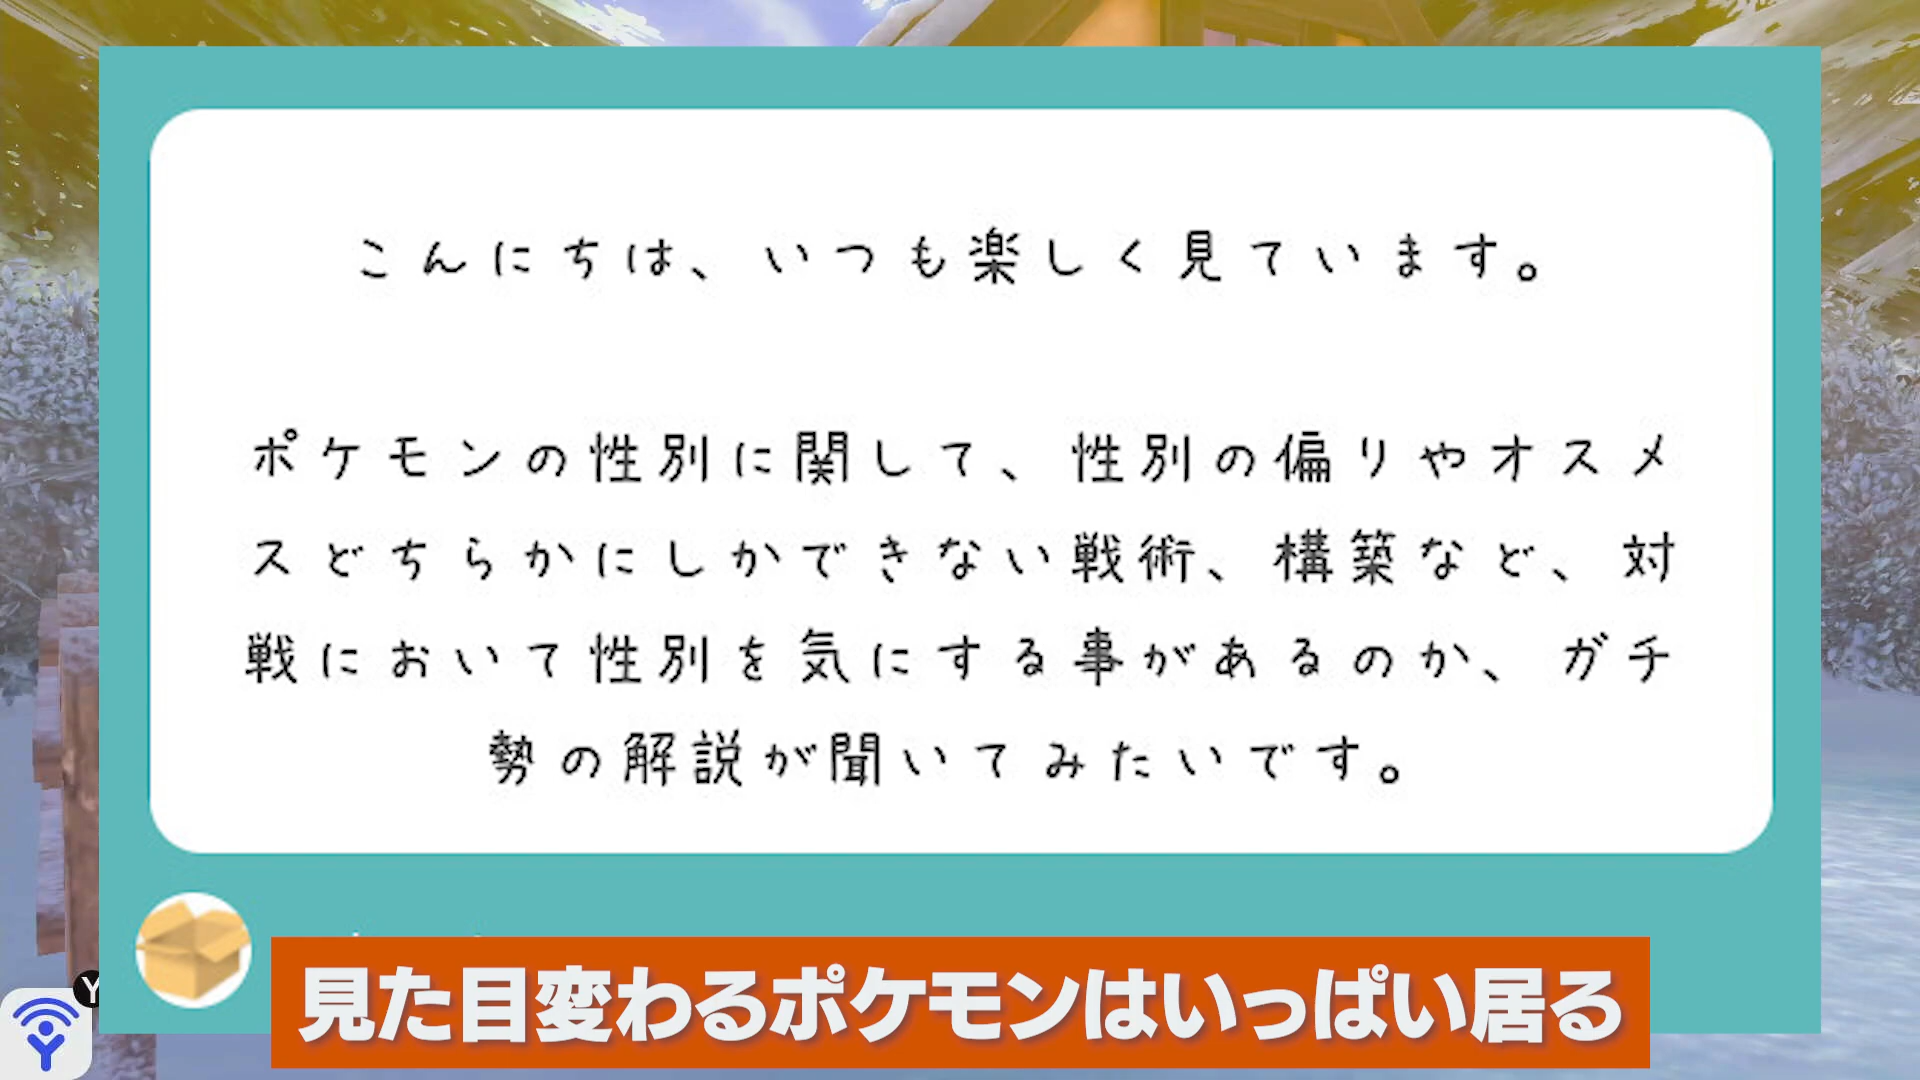 こんにちは、いつも楽しく見ています。
ポケモンの性別に関して、性別の偏りやオスメ
スどちらかにしかできない戦術、構築など、対
戦において性別を気にする事があるのか、ガチ
勢の解説が聞いてみたいです。
Y
見た目変わるポケモンはいっぱい居る